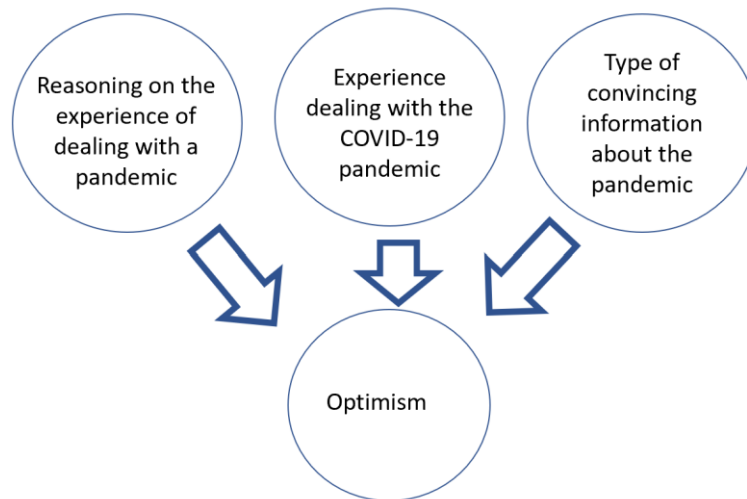 Reasoning on the
experience of
dealing with a
pandemic
Experience
dealing with the
COVID-19
pandemic
Type of
convincing
information
about the
pandemic
Optimism